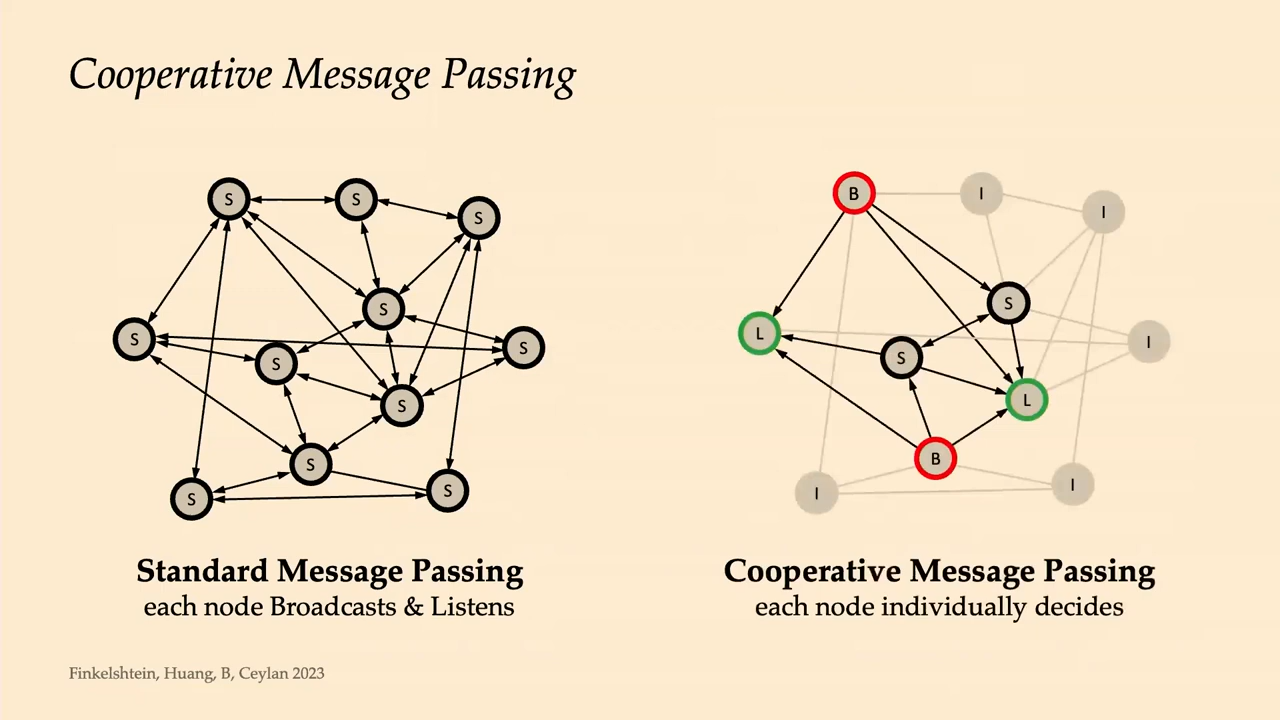 Cooperative Message Passing
S
S
S
S
S
S
S
S
S
S
S
B
I
I
S
L
S
I
L
B
I
I
Standard Message Passing
each node Broadcasts & Listens
Cooperative Message Passing
each node individually decides
Finkelshtein, Huang, B, Ceylan 2023